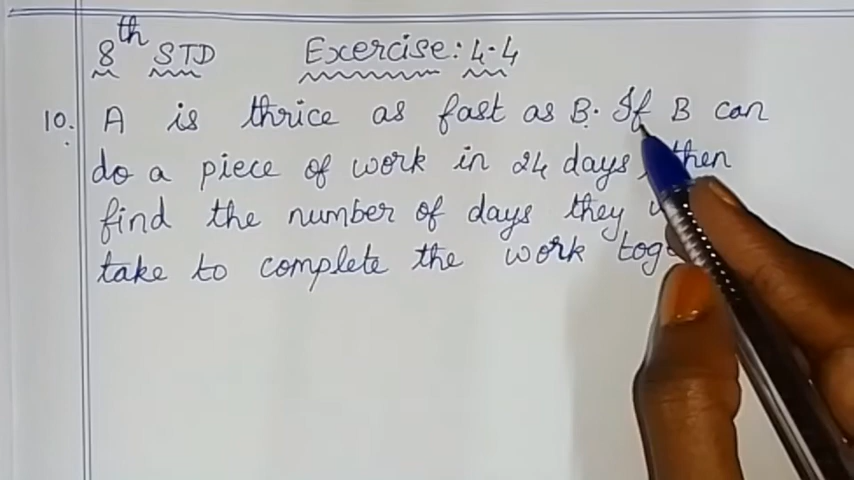 8th STD Exercise: 4.4
10. A is thrice as fast as B. If B can
do a piece of work in 24 days, then
find the number of days they
take to complete the work